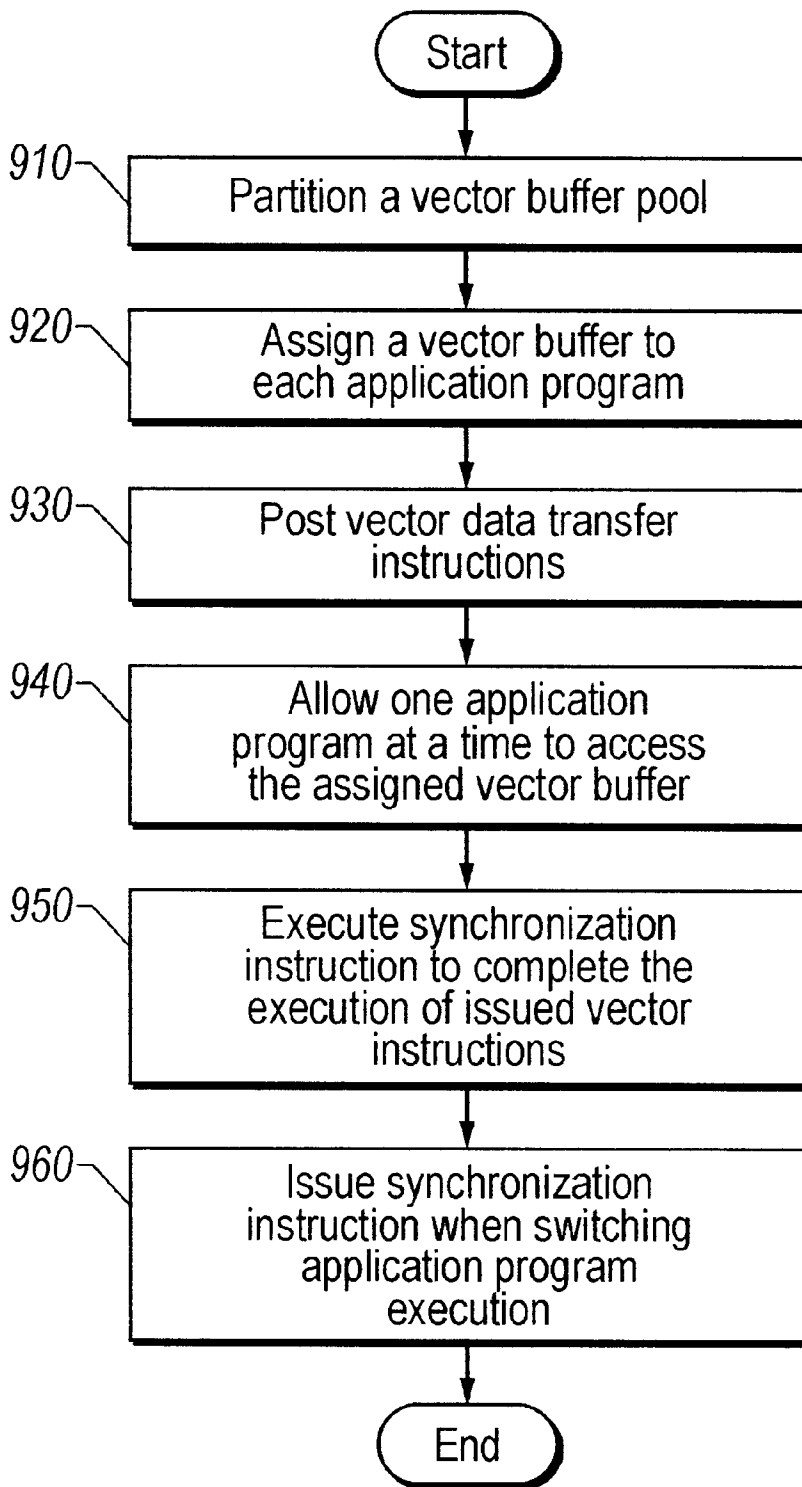 Start
910
Partition a vector buffer pool
920
Assign a vector buffer to
each application program
930
Post vector data transfer
instructions
940
Allow one application
program at a time to access
the assigned vector buffer
950
Execute synchronization
instruction to complete the
execution of issued vector
instructions
960
Issue synchronization
instruction when switching
application program
execution
End